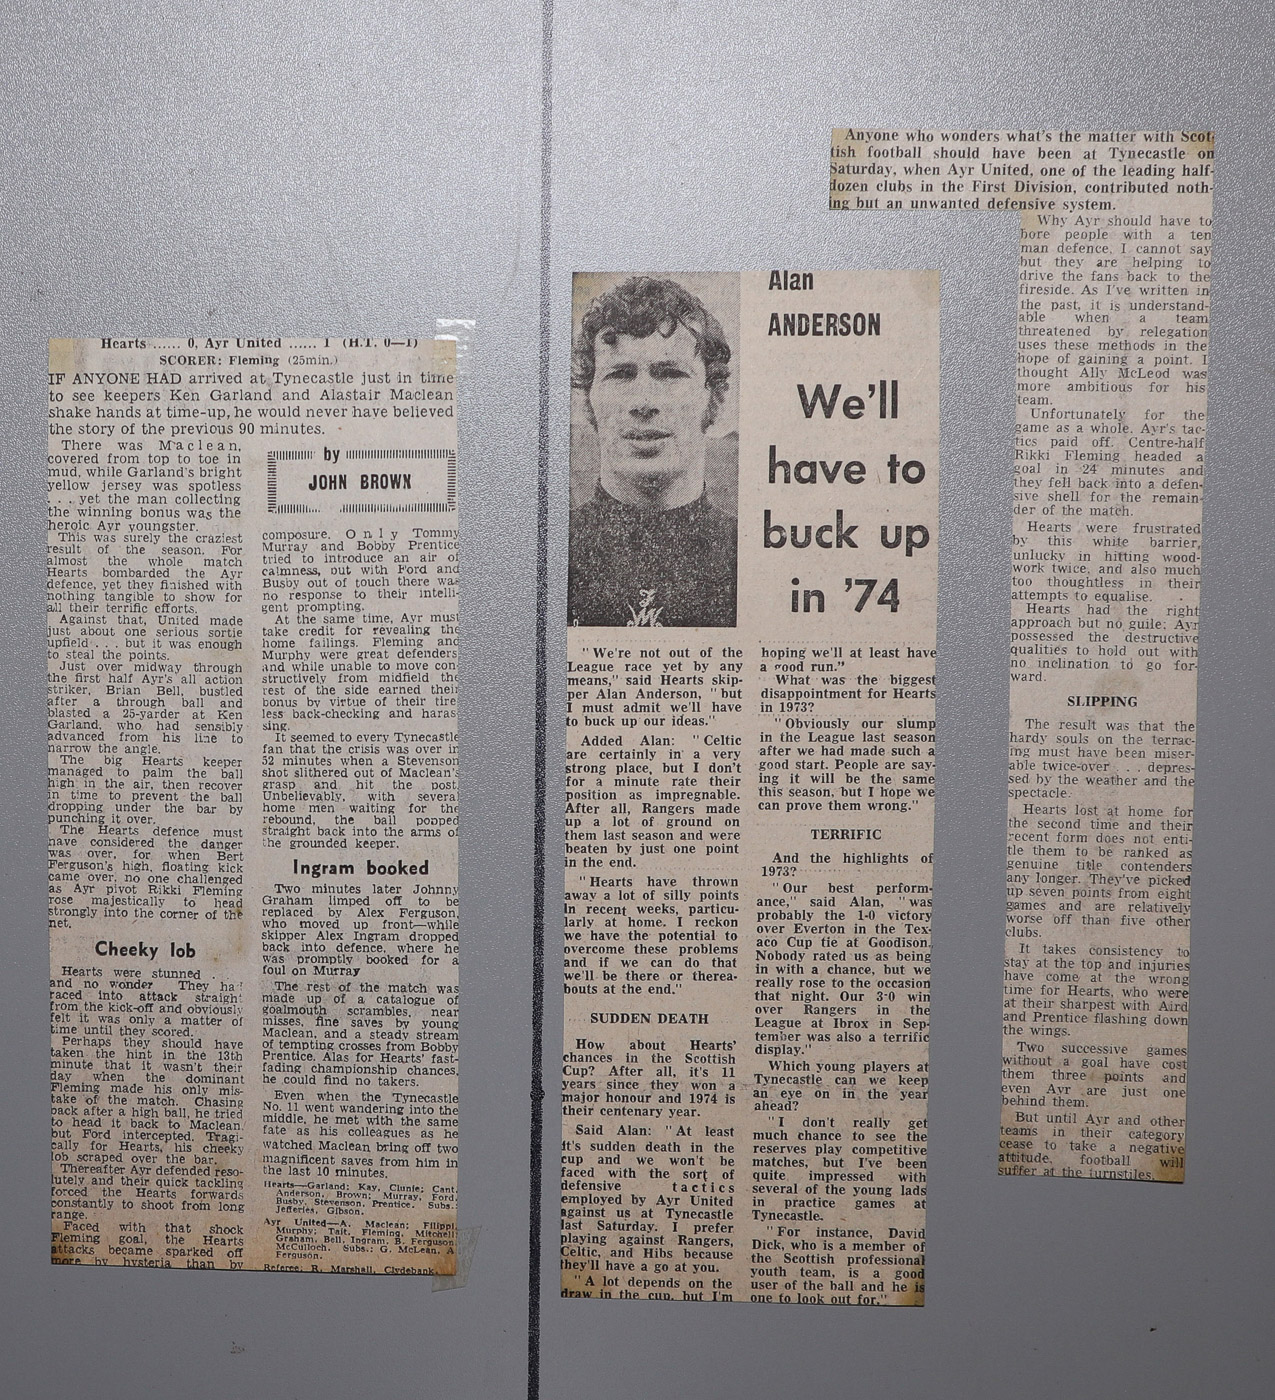 Hearts ...... 0, Ayr United ...... 1 (H.T. 0—1)
SCORER: Fleming (25min.)
IF ANYONE HAD arrived at Tynecastle just in time
to see keepers Ken Garland and Alastair Maclean
shake hands at time-up, he would never have believed
the story of the previous 90 minutes.
There was Maclean,
covered from top to toe in
mud, while Garland's bright
yellow jersey was spotless
. . . yet the man collecting
the winning bonus was the
heroic Ayr youngster.
This was surely the craziest
result of the season. For
almost the whole match
Hearts bombarded the Ayr
defence, yet they finished with
nothing tangible to show for
all their terrific efforts.
Against that, United made
just about one serious sortie
upfield . . . but it was enough
to steal the points.
Just over midway through
the first half Ayr's all action
striker, Brian Bell, bustled
after a through ball and
blasted a 25-yarder at Ken
Garland, who had sensibly
advanced from his line to
narrow the angle.
The big Hearts keeper
managed to palm the ball
high in the air, then recover
in time to prevent the ball
dropping under the bar by
punching it over.
The Hearts defence must
have considered the danger
was over, for when Bert
Ferguson's high, floating kick
came over, no one challenged
as Ayr pivot Rikki Fleming
rose majestically to head
strongly into the corner of the
net.
Cheeky lob
Hearts were stunned . .
and no wonder They had
raced into attack straight
from the kick-off and obviously
felt it was only a matter of
time until they scored.
Perhaps they should have
taken the hint in the 13th
minute that it wasn't their
day when the dominant
Fleming made his only mis-
take of the match. Chasing
back after a high ball, he tried
to head it back to Maclean,
but Ford intercepted. Tragi-
cally for Hearts, his cheeky
lob scraped over the bar.
Thereafter Ayr defended reso-
lutely and their quick tackling
forced the Hearts forwards
constantly to shoot from long
range.
Faced with that shock
Fleming goal, the Hearts
attacks became sparked off
more by hysteria than by
by
JOHN BROWN
composure. Only Tommy
Murray and Bobby Prentice
tried to introduce an air of
calmness, out with Ford and
Busby out of touch there was
no response to their intelli-
gent prompting.
At the same time, Ayr must
take credit for revealing the
home failings. Fleming and
Murphy were great defenders
and while unable to move con-
structively from midfield the
rest of the side earned their
bonus by virtue of their tire
less back-checking and haras
sing.
It seemed to every Tynecastle
fan that the crisis was over in
52 minutes when a Stevenson
shot slithered out of Maclean's
grasp and hit the post.
Unbelievably, with several
home men waiting for the
rebound, the ball popped
straight back into the arms of
the grounded keeper.
Ingram booked
Two minutes later Johnny
Graham limped off to be
replaced by Alex Ferguson,
who moved up front—while
skipper Alex Ingram dropped
back into defence, where he
was promptly booked for a
foul on Murray
The rest of the match was
made up of a catalogue of
goalmouth scrambles, near
misses, fine saves by young
Maclean, and a steady stream
of tempting crosses from Bobby
Prentice. Alas for Hearts' fast-
fading championship chances,
he could find no takers.
Even when the Tynecastle
No. 11 went wandering into the
middle, he met with the same
fate as his colleagues as he
watched Maclean bring off two
magnificent saves from him in
the last 10 minutes.
Hearts—Garland; Kay, Clunie; Cant,
Anderson, Brown; Murray, Ford,
Busby, Stevenson, Prentice. Subs.:
Jefferies, Gibson.
Ayr United—A. Maclean; Filippi,
Murphy; Tait, Fleming, Mitchell
Graham, Bell, Ingram, B. Ferguson,
McCulloch. Subs.: G. McLean, A
Ferguson.
Referee: R. Marshall, Clydebank.
Alan
ANDERSON
We'll
have to
buck up
in '74
"We're not out of the
League race yet by any
means," said Hearts skip-
per Alan Anderson, "but
I must admit we'll have
to buck up our ideas."
Added Alan: "Celtic
are certainly in a very
strong place, but I don't
for a minute rate their
position as impregnable.
After all, Rangers made
up a lot of ground on
them last season and were
beaten by just one point
in the end.
"Hearts have thrown
away a lot of silly points
in recent weeks, particu-
larly at home. I reckon
we have the potential to
overcome these problems
and if we can do that
we'll be there or therea-
bouts at the end."
SUDDEN DEATH
How about Hearts'
chances in the Scottish
Cup? After all, it's 11
years since they won a
major honour and 1974 is
their centenary year.
Said Alan: "At least
it's sudden death in the
cup and we won't be
faced with the sort of
defensive tactics
employed by Ayr United
against us at Tynecastle
last Saturday. I prefer
playing against Rangers,
Celtic, and Hibs because
they'll have a go at you.
"A lot depends on the
draw in the cup, but I'm
hoping we'll at least have
a good run."
What was the biggest
disappointment for Hearts
in 1973?
"Obviously our slump
in the League last season
after we had made such a
good start. People are say-
ing it will be the same
this season, but I hope we
can prove them wrong."
TERRIFIC
And the highlights of
1973?
"Our best perform-
ance," said Alan, "was
probably the 1-0 victory
over Everton in the Tex-
aco Cup tie at Goodison.
Nobody rated us as being
in with a chance, but we
really rose to the occasion
that night. Our 3-0 win
over Rangers in the
League at Ibrox in Sep-
tember was also a terrific
display."
Which young players at
Tynecastle can we keep
an eye on in the year
ahead?
"I don't really get
much chance to see the
reserves play competitive
matches, but I've been
quite impressed with
several of the young lads
in practice games at
Tynecastle.
"For instance, David
Dick, who is a member of
the Scottish professional
youth team, is a good
user of the ball and he is
one to look out for."
Anyone who wonders what's the matter with Scot-
tish football should have been at Tynecastle on
Saturday, when Ayr United, one of the leading half-
dozen clubs in the First Division, contributed noth-
ing but an unwanted defensive system.
Why Ayr should have to
bore people with a ten
man defence, I cannot say
but they are helping to
drive the fans back to the
fireside. As I've written in
the past, it is understand-
able when a team
threatened by relegation
uses these methods in the
hope of gaining a point. I
thought Ally McLeod was
more ambitious for his
team.
Unfortunately for the
game as a whole. Ayr's tac-
tics paid off. Centre-half
Rikki Fleming headed a
goal in 24 minutes and
they fell back into a defen-
sive shell for the remain-
der of the match.
Hearts were frustrated
by this white barrier,
unlucky in hitting wood-
work twice, and also much
too thoughtless in their
attempts to equalise.
Hearts had the right
approach but no guile; Ayr
possessed the destructive
qualities to hold out with
no inclination to go for-
ward.
SLIPPING
The result was that the
hardy souls on the terrac-
ing must have been miser-
able twice-over . . . depres-
sed by the weather and the
spectacle.
Hearts lost at home for
the second time and their
recent form does not enti-
tle them to be ranked as
genuine title contenders
any longer. They've picked
up seven points from eight
games and are relatively
worse off than five other
clubs.
It takes consistency to
stay at the top and injuries
have come at the wrong
time for Hearts, who were
at their sharpest with Aird
and Prentice flashing down
the wings.
Two successive games
without a goal have cost
them three points and
even Ayr are just one
behind them.
But until Ayr and other
teams in their category
cease to take a negative
attitude, football will
suffer at the turnstiles.